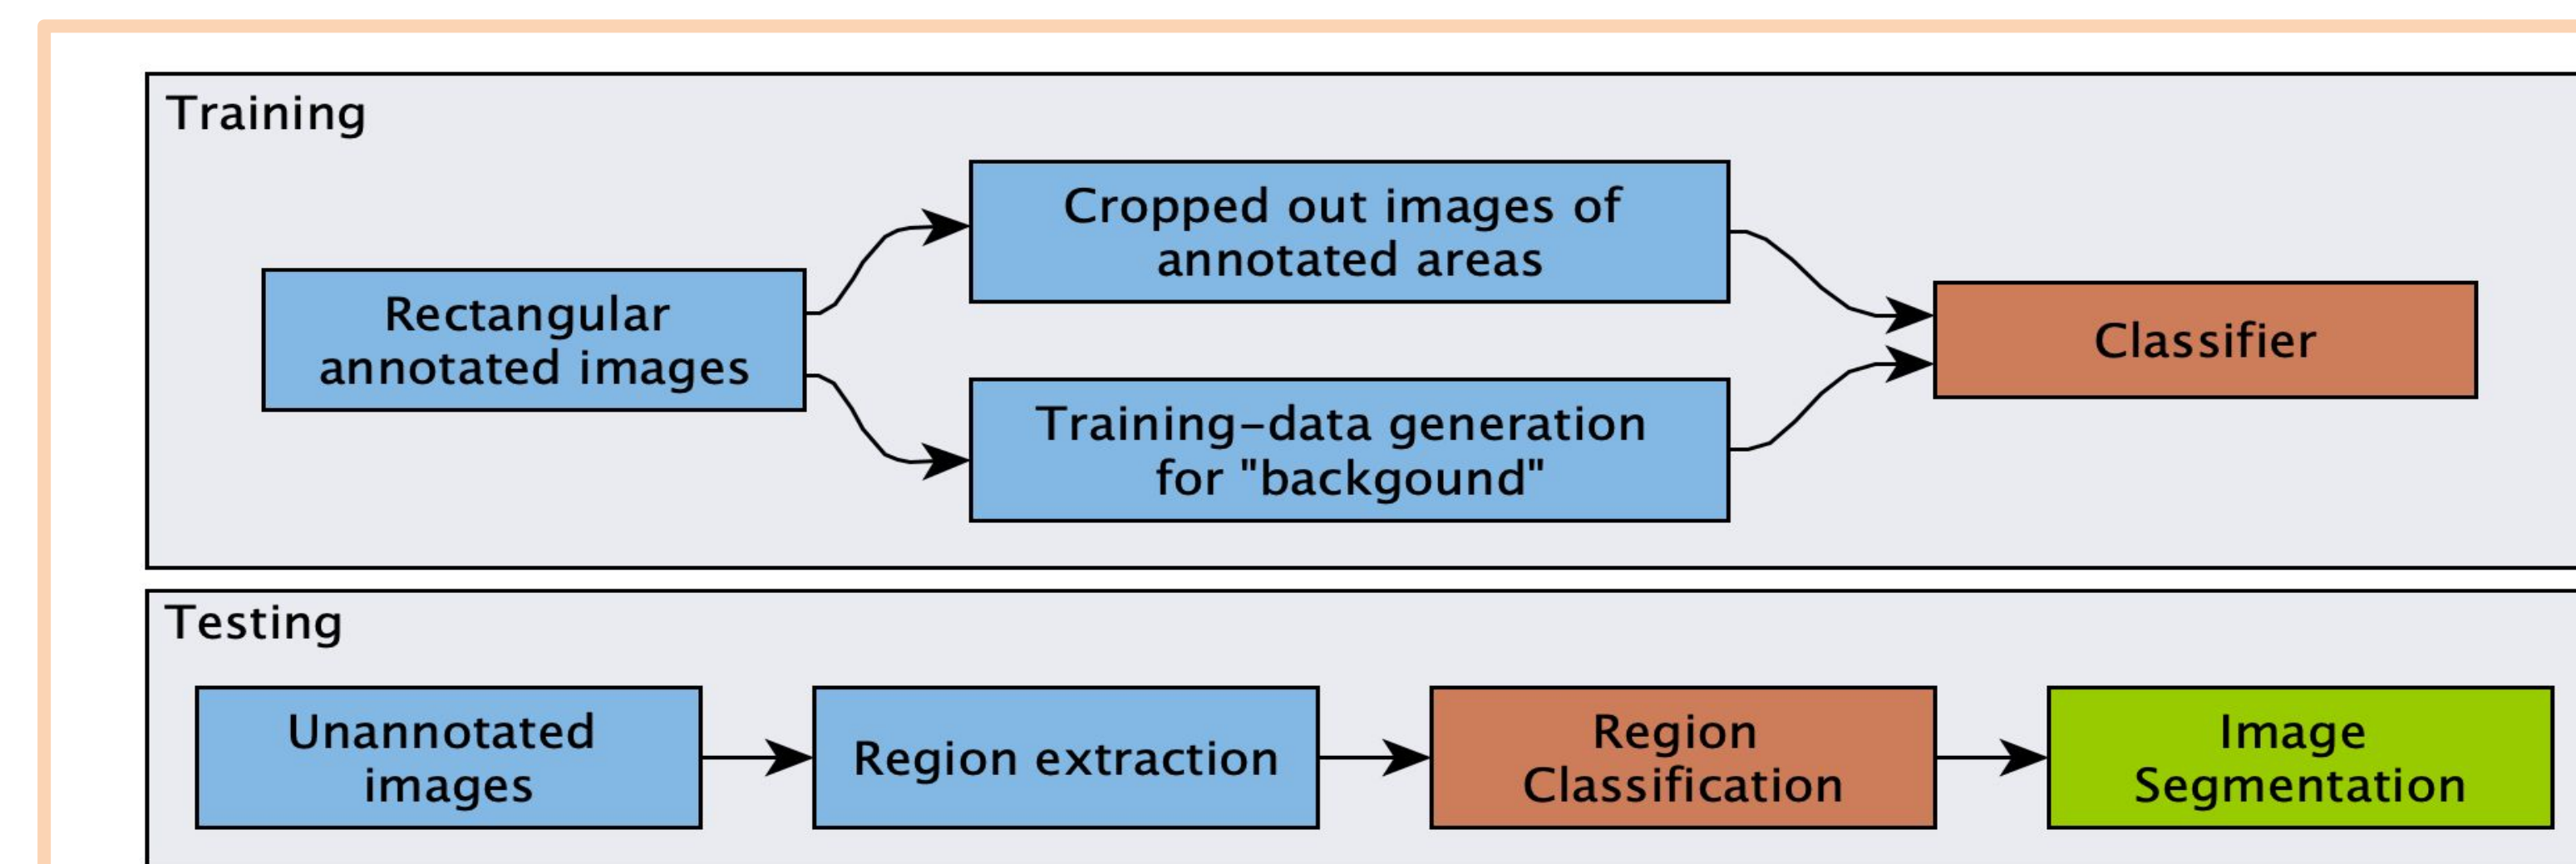 Training
Rectangular
annotated images
Cropped out images of
annotated areas
Training-data generation
for "backgound"
Classifier
Testing
Unannotated
images
Region extraction
Region
Classification
Image
Segmentation